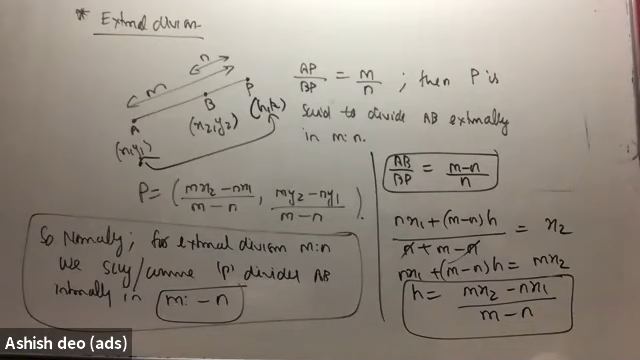 * External division
m
n
A
B
P
(x₁,y₁)
(x₂,y₂)
(h,k)
AP/BP = m/n ; then P is
said to divide AB externally
in m:n.
P = ( (mx₂ − nx₁)/(m − n) , (my₂ − ny₁)/(m − n) ).
So Normally; for external division m:n
we say/assume 'P' divides AB
internally in m: − n
AB/BP = (m−n)/n
(nx₁ + (m−n)h)/(n + m − n) = x₂
nx₁ + (m−n)h = mx₂
h = (mx₂ − nx₁)/(m − n)
Ashish deo (ads)